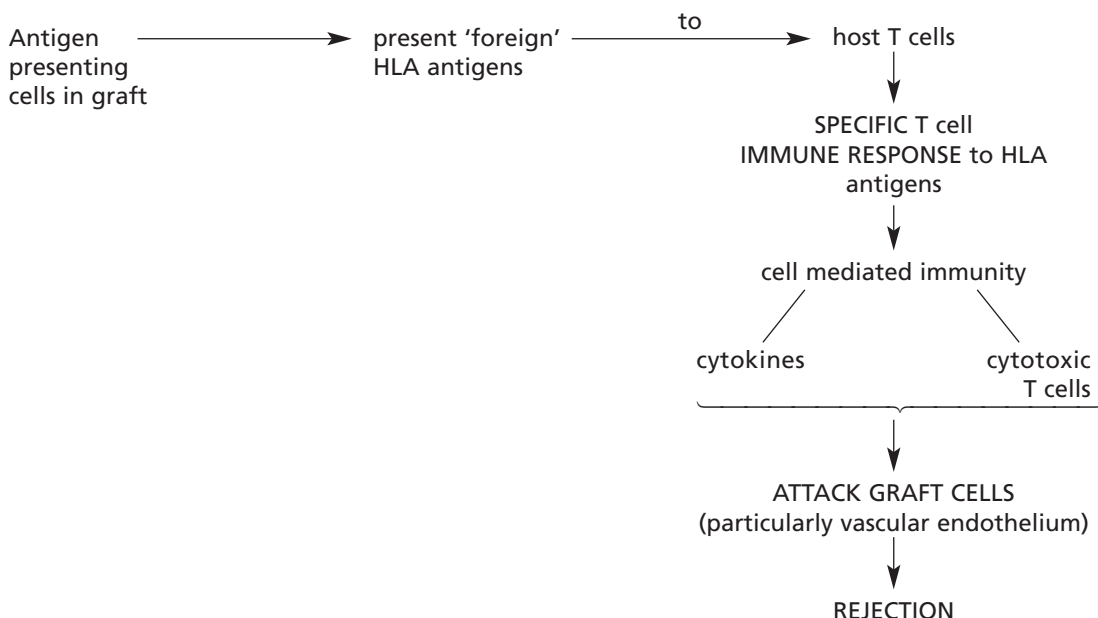 Antigen
presenting
cells in graft
present ‘foreign’
HLA antigens
to
host T cells
SPECIFIC T cell
IMMUNE RESPONSE to HLA
antigens
cell mediated immunity
cytokines
cytotoxic
T cells
ATTACK GRAFT CELLS
(particularly vascular endothelium)
REJECTION